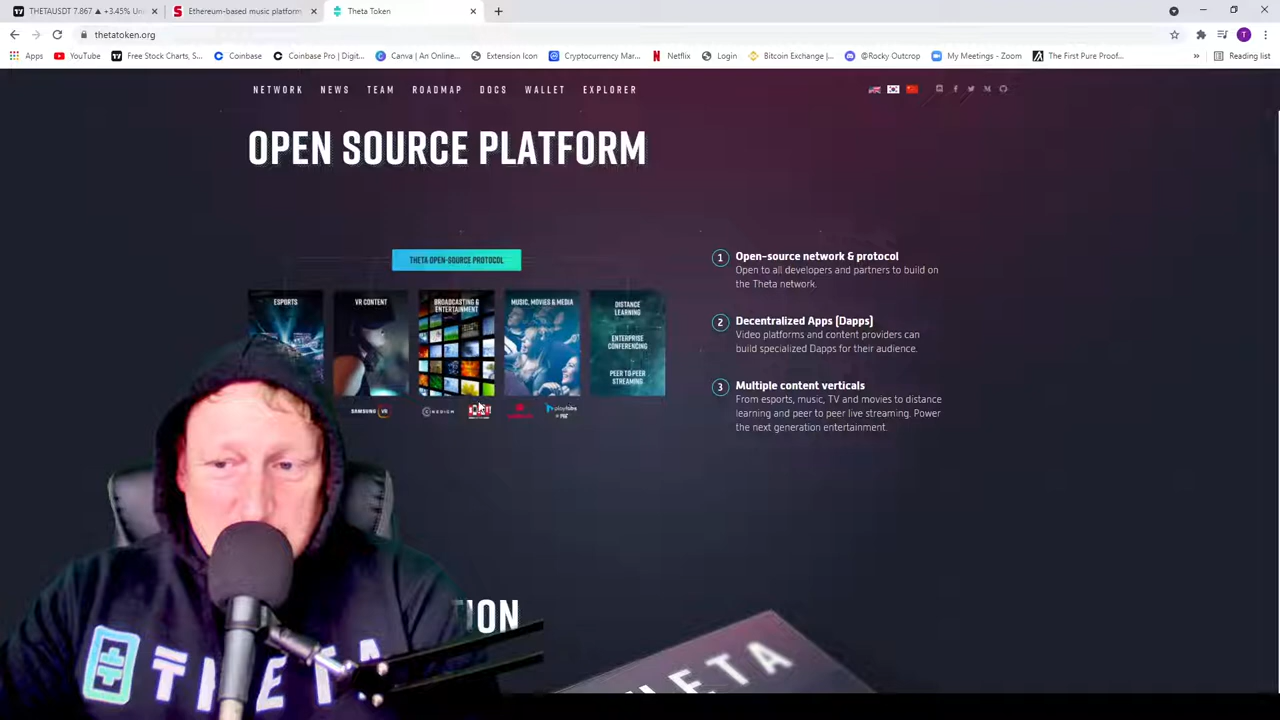 THETAUSDT 7.867 ▲ +3.45% Un
Ethereum-based music platform
Theta Token
thetatoken.org
Apps
YouTube
Free Stock Charts, S...
Coinbase
Coinbase Pro | Digit...
Canva | An Online...
Extension Icon
Cryptocurrency Mar...
Netflix
Login
Bitcoin Exchange |...
@Rocky Outcrop
My Meetings - Zoom
The First Pure Proof...
Reading list
NETWORK
NEWS
TEAM
ROADMAP
DOCS
WALLET
EXPLORER
OPEN SOURCE PLATFORM
THETA OPEN-SOURCE PROTOCOL
ESPORTS
VR CONTENT
BROADCASTING &
ENTERTAINMENT
MUSIC, MOVIES & MEDIA
DISTANCE
LEARNING
ENTERPRISE
CONFERENCING
PEER TO PEER
STREAMING
SAMSUNG VR
1 Open-source network & protocol
Open to all developers and partners to build on
the Theta network.
2 Decentralized Apps (Dapps)
Video platforms and content providers can
build specialized Dapps for their audience.
3 Multiple content verticals
From esports, music, TV and movies to distance
learning and peer to peer live streaming. Power
the next generation entertainment.
TION
THETA
THETA